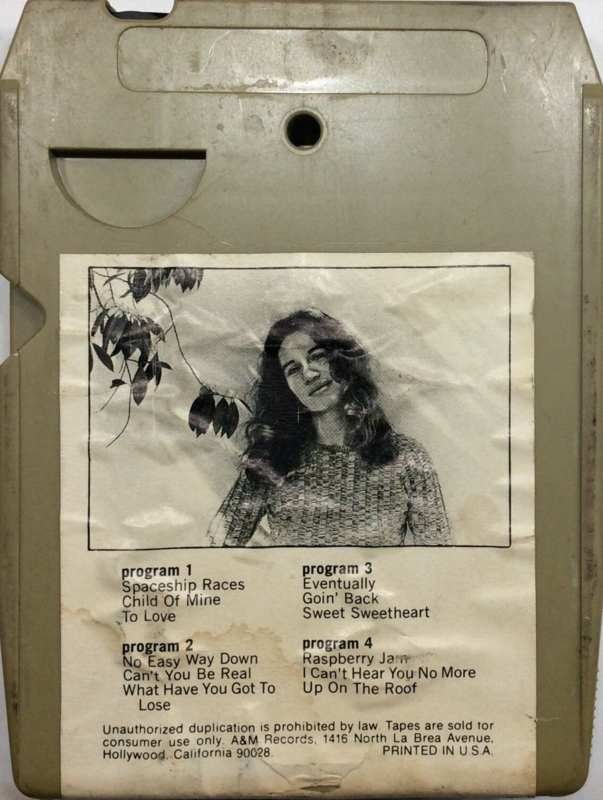 program 1
Spaceship Races
Child Of Mine
To Love
program 2
No Easy Way Down
Can't You Be Real
What Have You Got To
Lose
program 3
Eventually
Goin' Back
Sweet Sweetheart
program 4
Raspberry Jam
I Can't Hear You No More
Up On The Roof
Unauthorized duplication is prohibited by law. Tapes are sold for
consumer use only. A&M Records, 1416 North La Brea Avenue,
Hollywood, California 90028. PRINTED IN U.S.A.